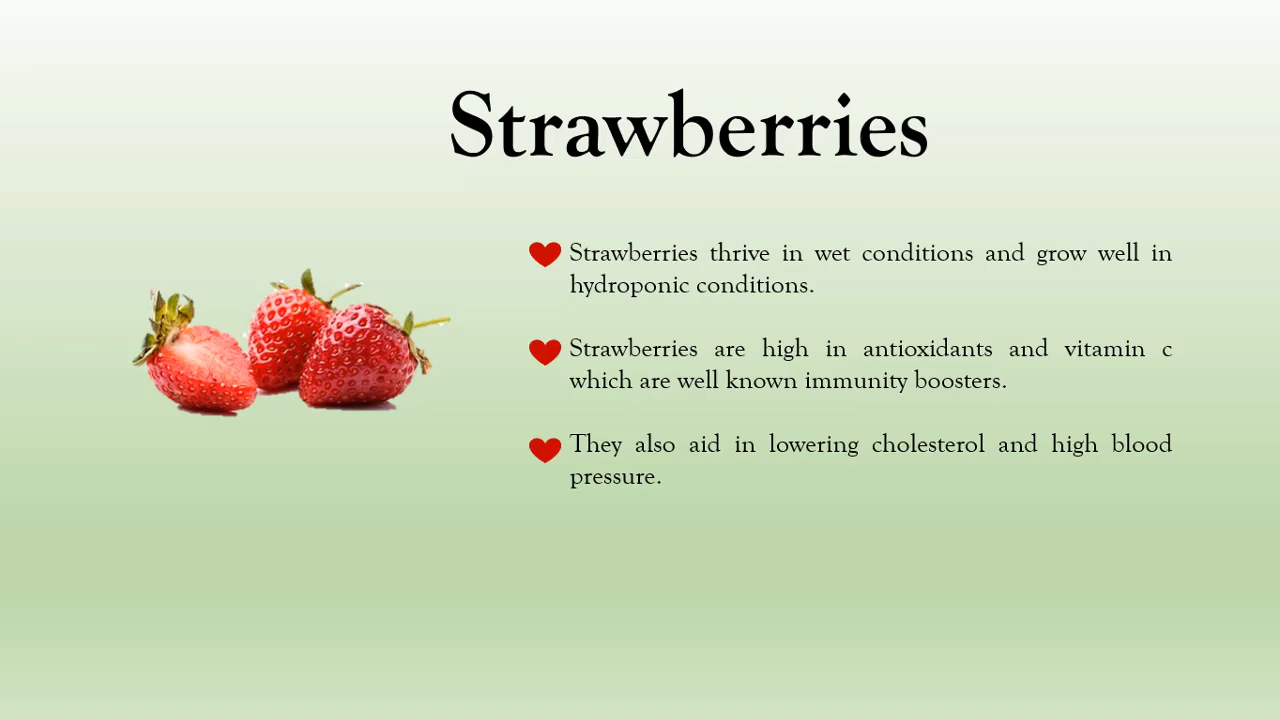 Strawberries
Strawberries thrive in wet conditions and grow well in
hydroponic conditions.
Strawberries are high in antioxidants and vitamin c
which are well known immunity boosters.
They also aid in lowering cholesterol and high blood
pressure.